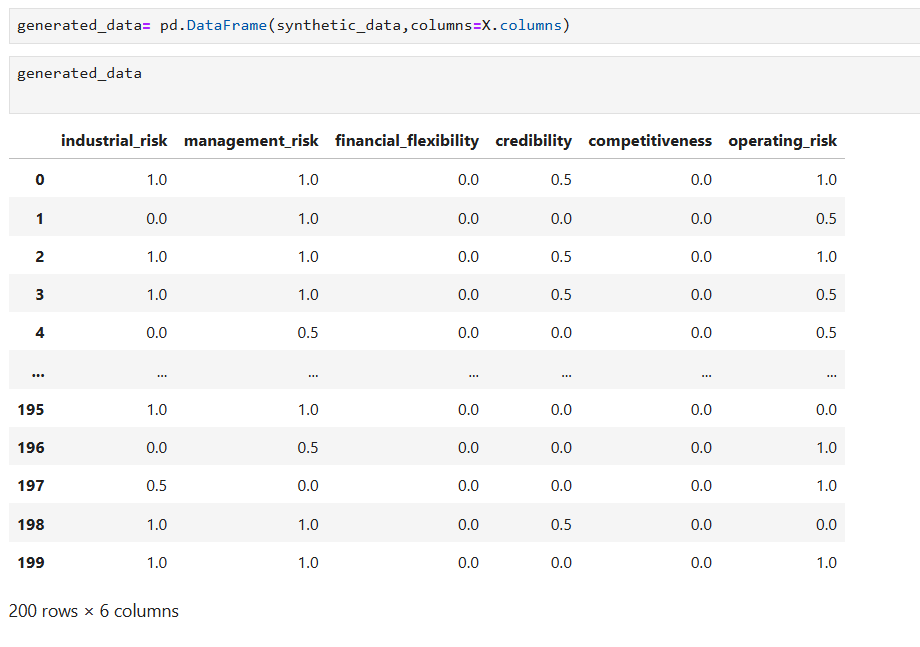 generated_data= pd.DataFrame(synthetic_data,columns=X.columns)
generated_data
industrial_risk management_risk financial_flexibility credibility competitiveness operating_risk
0 1.0 1.0 0.0 0.5 0.0 1.0
1 0.0 1.0 0.0 0.0 0.0 0.5
2 1.0 1.0 0.0 0.5 0.0 1.0
3 1.0 1.0 0.0 0.5 0.0 0.5
4 0.0 0.5 0.0 0.0 0.0 0.5
... ... ... ... ... ... ...
195 1.0 1.0 0.0 0.0 0.0 0.0
196 0.0 0.5 0.0 0.0 0.0 1.0
197 0.5 0.0 0.0 0.0 0.0 1.0
198 1.0 1.0 0.0 0.5 0.0 0.0
199 1.0 1.0 0.0 0.0 0.0 1.0
200 rows × 6 columns